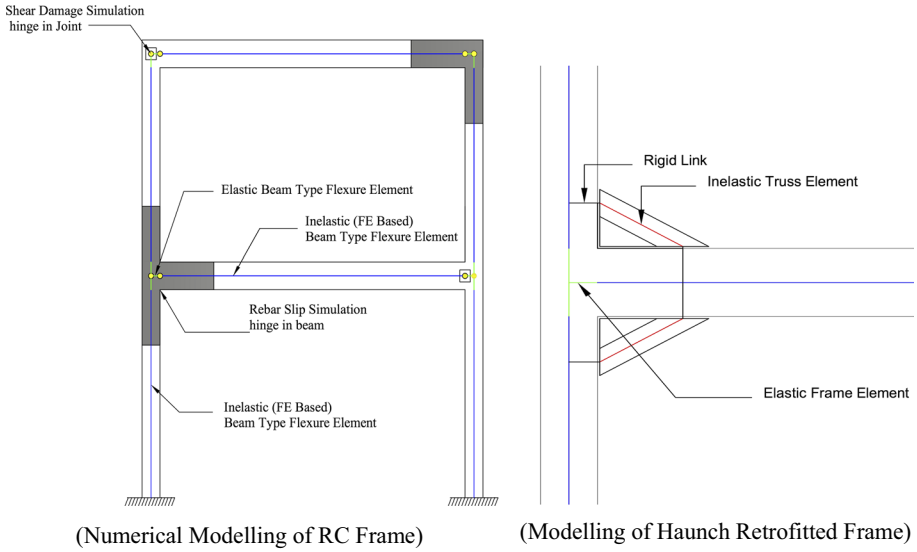 Shear Damage Simulation
hinge in Joint
Elastic Beam Type Flexure Element
Inelastic (FE Based)
Beam Type Flexure Element
Rebar Slip Simulation
hinge in beam
Inelastic (FE Based)
Beam Type Flexure Element
(Numerical Modelling of RC Frame)
Rigid Link
Inelastic Truss Element
Elastic Frame Element
(Modelling of Haunch Retrofitted Frame)